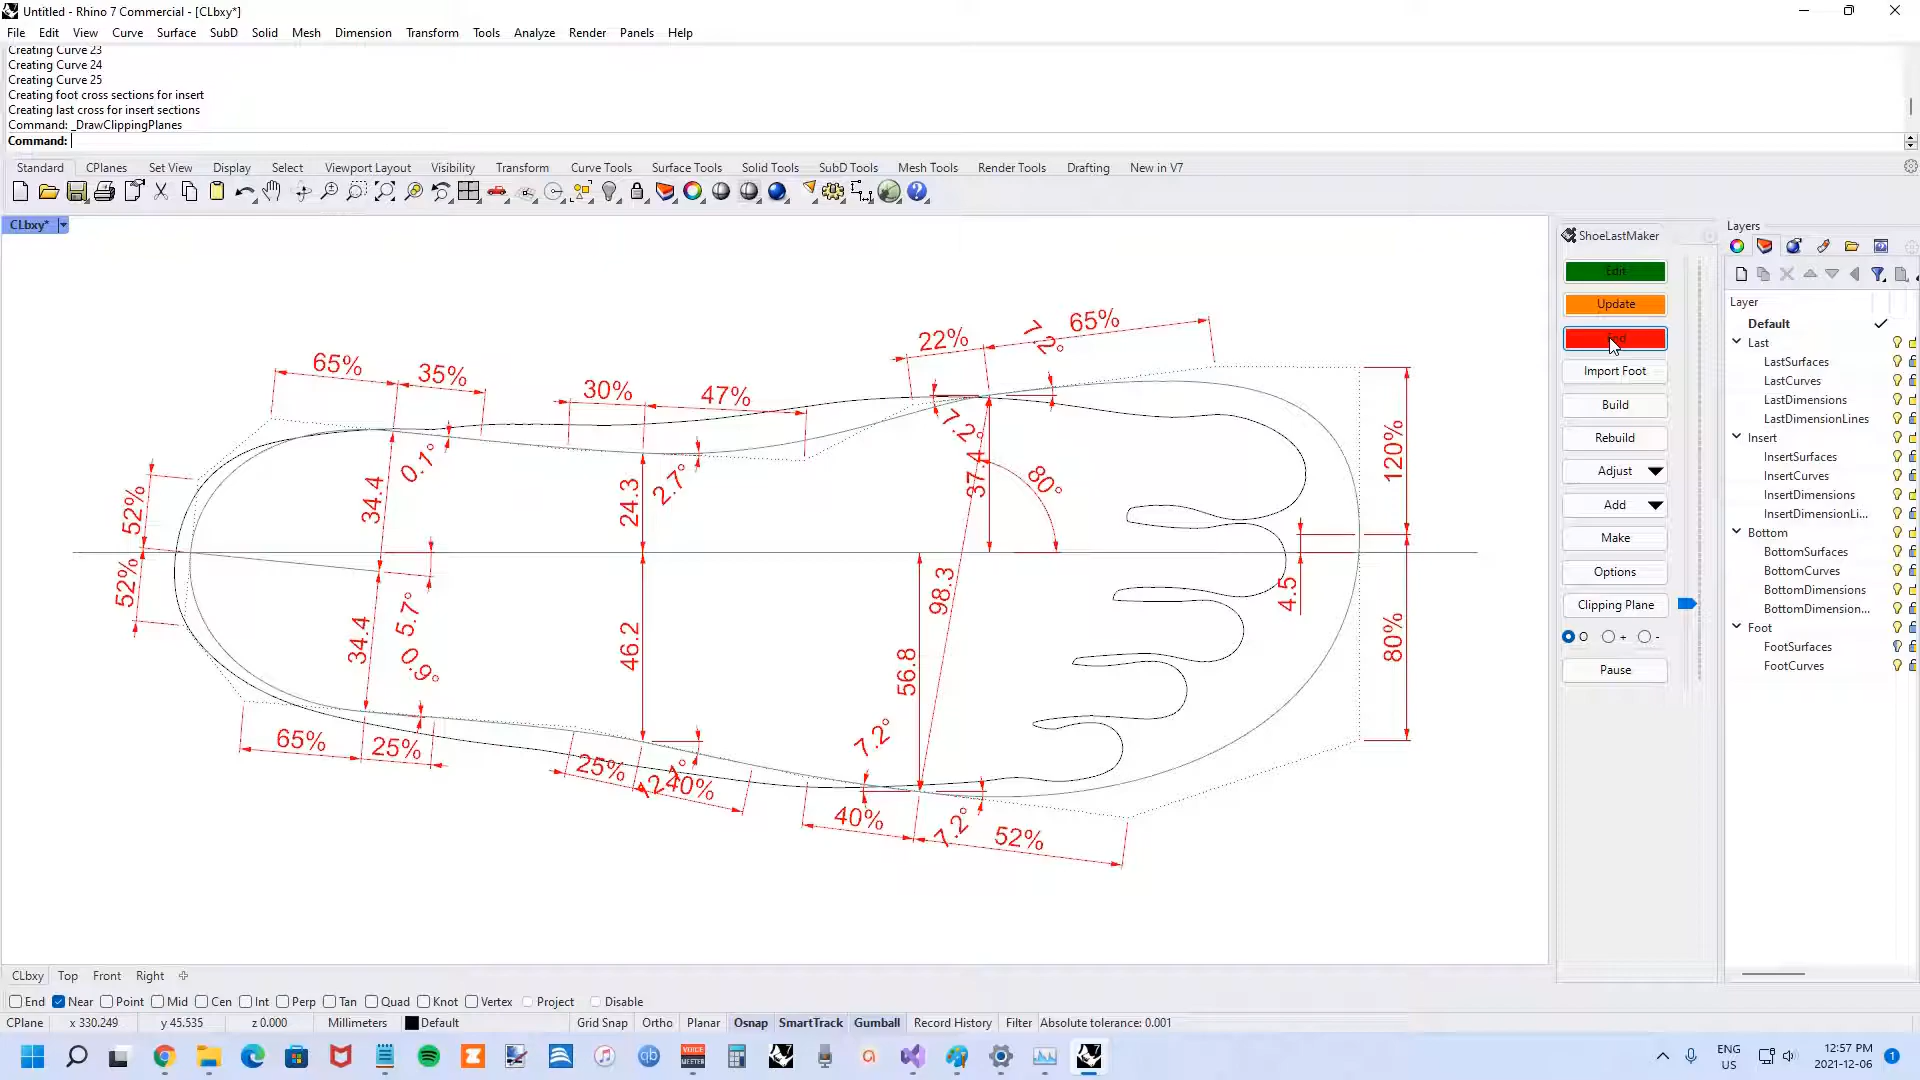 Untitled - Rhino 7 Commercial - [CLbxy*]
File Edit View Curve Surface SubD Solid Mesh Dimension Transform Tools Analyze Render Panels Help
Creating Curve 23
Creating Curve 24
Creating Curve 25
Creating foot cross sections for insert
Creating last cross for insert sections
Command: _DrawClippingPlanes
Command:
Standard CPlanes Set View Display Select Viewport Layout Visibility Transform Curve Tools Surface Tools Solid Tools SubD Tools Mesh Tools Render Tools Drafting New in V7
CLbxy*
65%
35%
30%
47%
22%
7.2°
65%
0.1°
2.7°
7.2°
80°
120%
52%
34.4
24.3
37.4
52%
34.4
5.7°
0.9°
46.2
98.3
56.8
4.5
80%
65%
25%
25%
40%
7.2°
40%
7.2°
52%
ShoeLastMaker
Edit
Update
Import Foot
Build
Rebuild
Adjust
Add
Make
Options
Clipping Plane
O + -
Pause
Layers
Layer
Default
Last
LastSurfaces
LastCurves
LastDimensions
LastDimensionLines
Insert
InsertSurfaces
InsertCurves
InsertDimensions
InsertDimensionLi...
Bottom
BottomSurfaces
BottomCurves
BottomDimensions
BottomDimension...
Foot
FootSurfaces
FootCurves
CLbxy Top Front Right
End Near Point Mid Cen Int Perp Tan Quad Knot Vertex Project Disable
CPlane x 330.249 y 45.535 z 0.000 Millimeters Default Grid Snap Ortho Planar Osnap SmartTrack Gumball Record History Filter Absolute tolerance: 0.001
qb
VOICE
MEETER
ENG
US
12:57 PM
2021-12-06
1